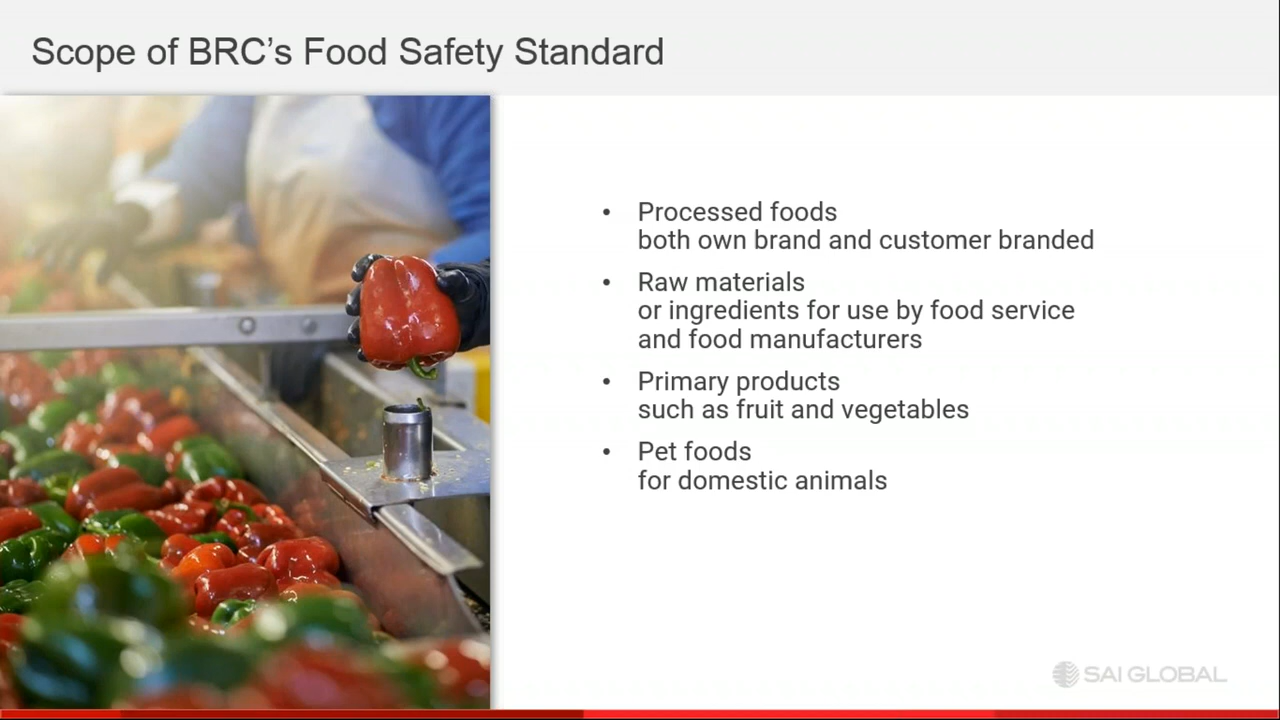 Scope of BRC’s Food Safety Standard
• Processed foods
both own brand and customer branded
• Raw materials
or ingredients for use by food service
and food manufacturers
• Primary products
such as fruit and vegetables
• Pet foods
for domestic animals
SAI GLOBAL